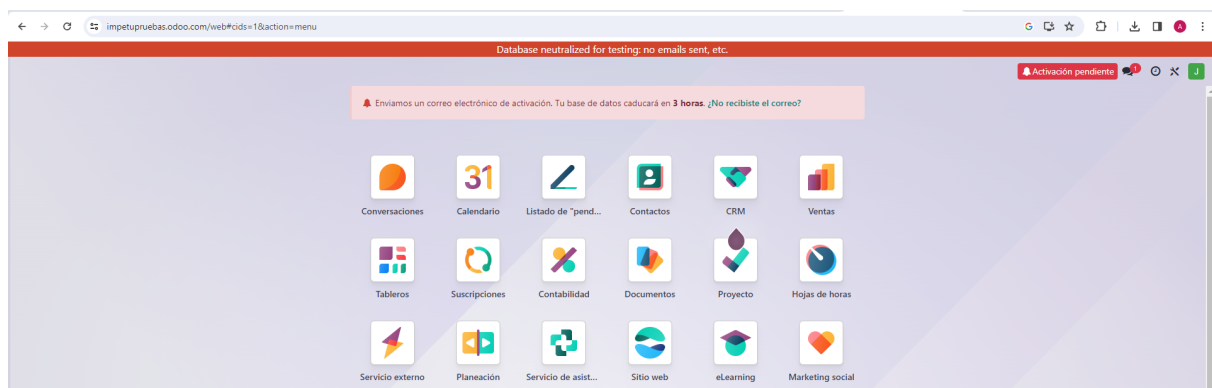 impetupruebas.odoo.com/web#cids=1&action=menu
G
A
Database neutralized for testing: no emails sent, etc.
Activación pendiente 1 J
Enviamos un correo electrónico de activación. Tu base de datos caducará en 3 horas. ¿No recibiste el correo?
31
Conversaciones Calendario Listado de "pend... Contactos CRM Ventas
Tableros Suscripciones Contabilidad Documentos Proyecto Hojas de horas
Servicio externo Planeación Servicio de asist... Sitio web eLearning Marketing social